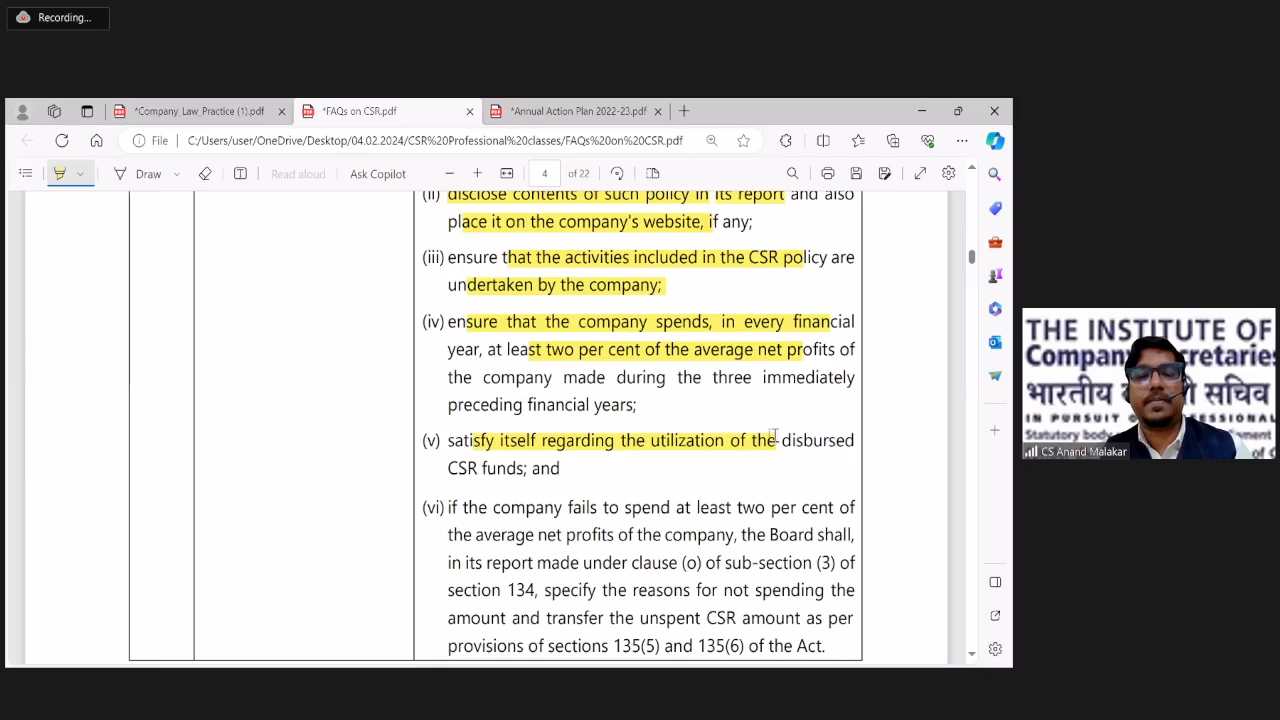 Recording...
*Company_Law_Practice (1).pdf
*FAQs on CSR.pdf
*Annual Action Plan 2022-23.pdf
File
C:/Users/user/OneDrive/Desktop/04.02.2024/CSR%20Professional%20classes/FAQs%20on%20CSR.pdf
Draw
Read aloud
Ask Copilot
4 of 22
(ii) disclose contents of such policy in its report and also
place it on the company's website, if any;
(iii) ensure that the activities included in the CSR policy are
undertaken by the company;
(iv) ensure that the company spends, in every financial
year, at least two per cent of the average net profits of
the company made during the three immediately
preceding financial years;
(v) satisfy itself regarding the utilization of the disbursed
CSR funds; and
(vi) if the company fails to spend at least two per cent of
the average net profits of the company, the Board shall,
in its report made under clause (o) of sub-section (3) of
section 134, specify the reasons for not spending the
amount and transfer the unspent CSR amount as per
provisions of sections 135(5) and 135(6) of the Act.
THE INSTITUTE OF
भारतीय सचिव
IN PURSUIT
Statutory
CS Anand Malakar